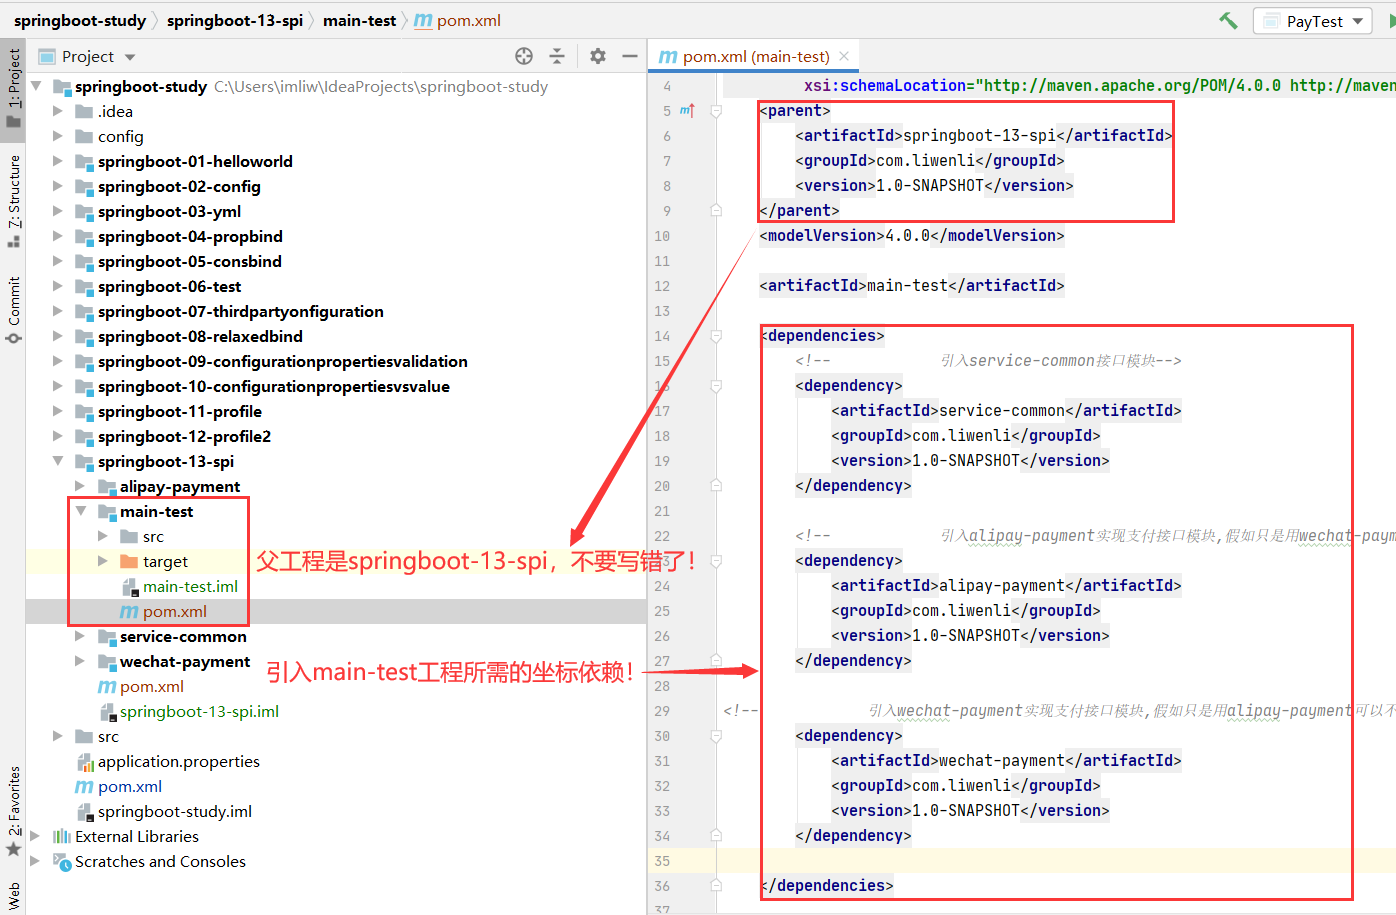 springboot-study springboot-13-spi main-test pom.xml PayTest
Project
pom.xml (main-test)
1: Project
7: Structure
Commit
2: Favorites
Web
springboot-study C:\Users\imliw\IdeaProjects\springboot-study
.idea
config
springboot-01-helloworld
springboot-02-config
springboot-03-yml
springboot-04-propbind
springboot-05-consbind
springboot-06-test
springboot-07-thirdpartyonfiguration
springboot-08-relaxedbind
springboot-09-configurationpropertiesvalidation
springboot-10-configurationpropertiesvsvalue
springboot-11-profile
springboot-12-profile2
springboot-13-spi
alipay-payment
main-test
src
target
main-test.iml
pom.xml
service-common
wechat-payment
pom.xml
springboot-13-spi.iml
src
application.properties
pom.xml
springboot-study.iml
External Libraries
Scratches and Consoles
父工程是springboot-13-spi，不要写错了！
引入main-test工程所需的坐标依赖！
4 xsi:schemaLocation="http://maven.apache.org/POM/4.0.0 http://maven
5 <parent>
6 <artifactId>springboot-13-spi</artifactId>
7 <groupId>com.liwenli</groupId>
8 <version>1.0-SNAPSHOT</version>
9 </parent>
10 <modelVersion>4.0.0</modelVersion>
11
12 <artifactId>main-test</artifactId>
13
14 <dependencies>
15 <!-- 引入service-common接口模块-->
<dependency>
17 <artifactId>service-common</artifactId>
18 <groupId>com.liwenli</groupId>
19 <version>1.0-SNAPSHOT</version>
20 </dependency>
21
22 <!-- 引入alipay-payment实现支付接口模块,假如只是用wechat-paym
<dependency>
24 <artifactId>alipay-payment</artifactId>
25 <groupId>com.liwenli</groupId>
26 <version>1.0-SNAPSHOT</version>
27 </dependency>
28
29 <!-- 引入wechat-payment实现支付接口模块,假如只是用alipay-payment可以不
30 <dependency>
31 <artifactId>wechat-payment</artifactId>
32 <groupId>com.liwenli</groupId>
33 <version>1.0-SNAPSHOT</version>
34 </dependency>
35
36 </dependencies>
37